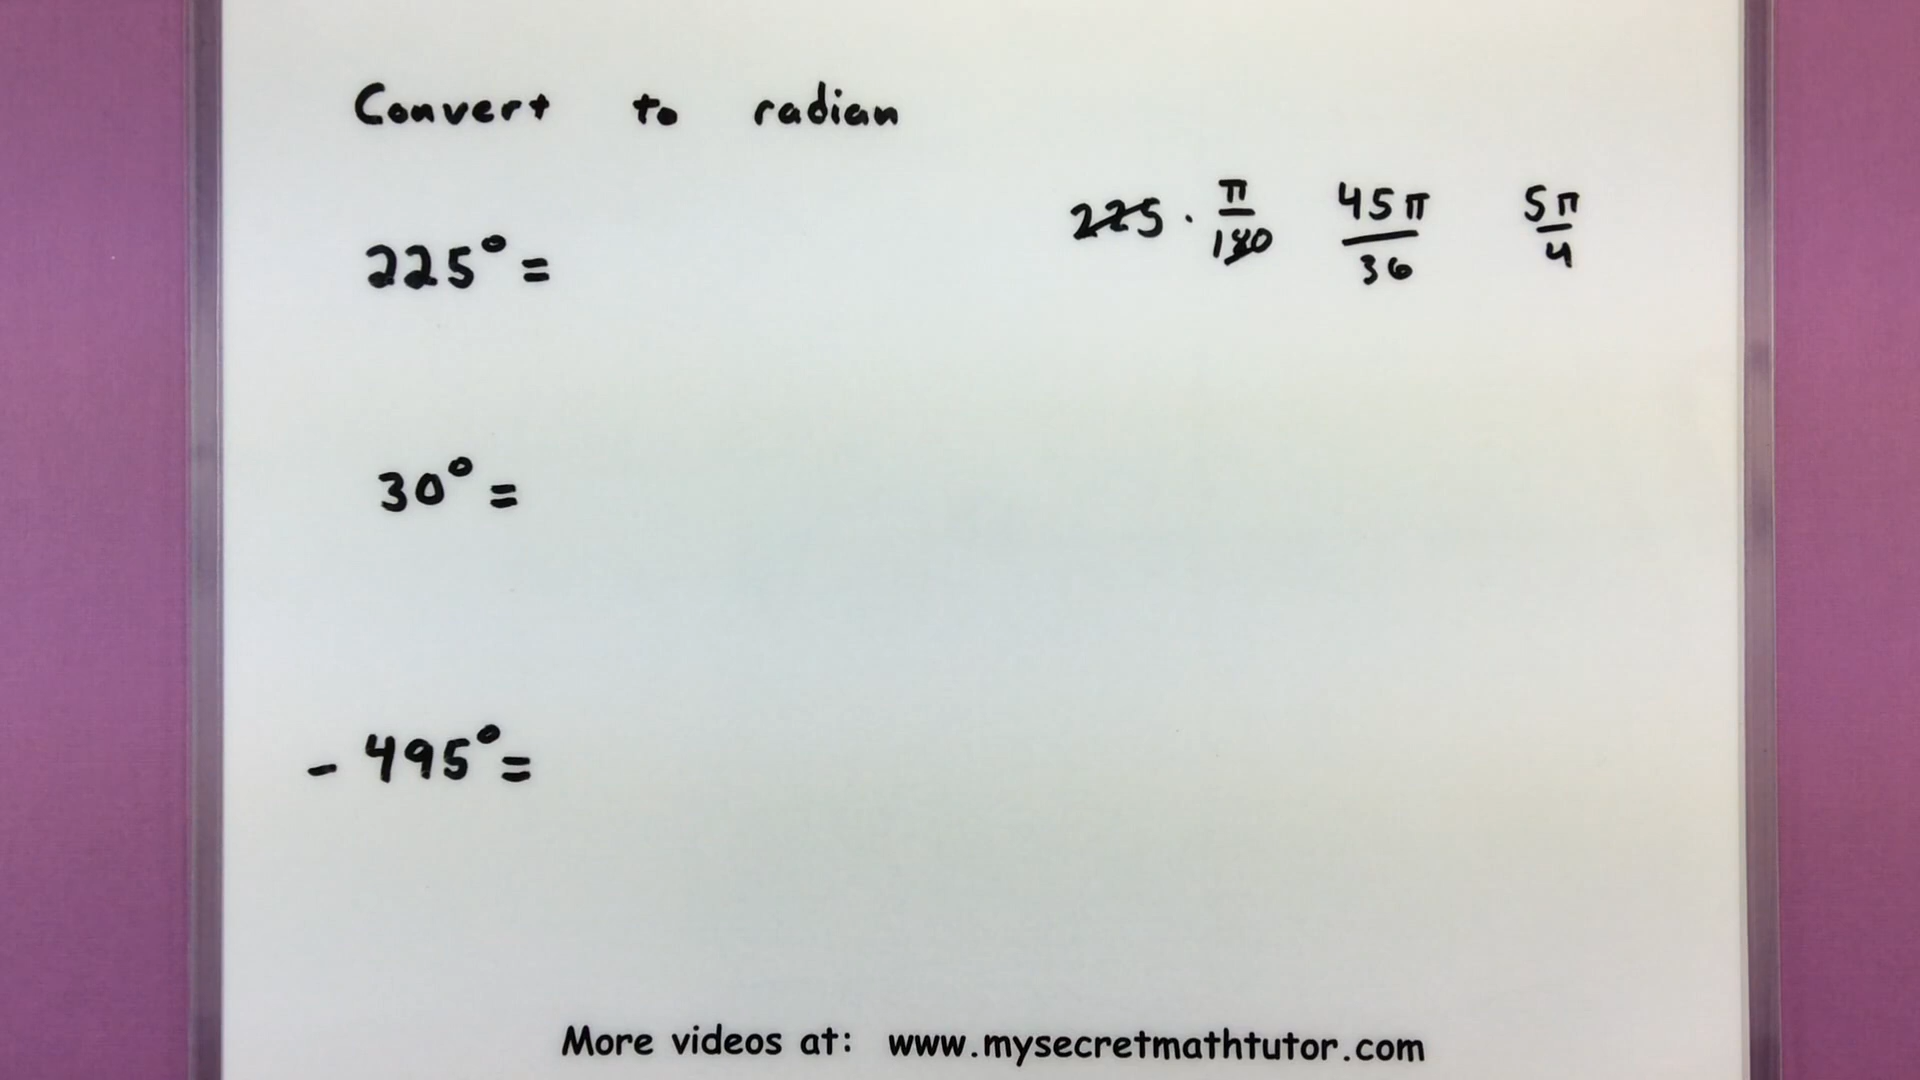 Convert to radian
225 · π/180 45π/36 5π/4
225° =
30° =
- 495° =
More videos at: www.mysecretmathtutor.com